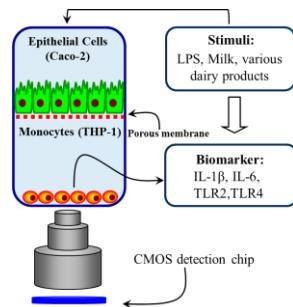 Epithelial Cells
(Caco-2)
Stimuli:
LPS, Milk, various
dairy products
Monocytes (THP-1)
Porous membrane
Biomarker:
IL-1β, IL-6,
TLR2,TLR4
CMOS detection chip